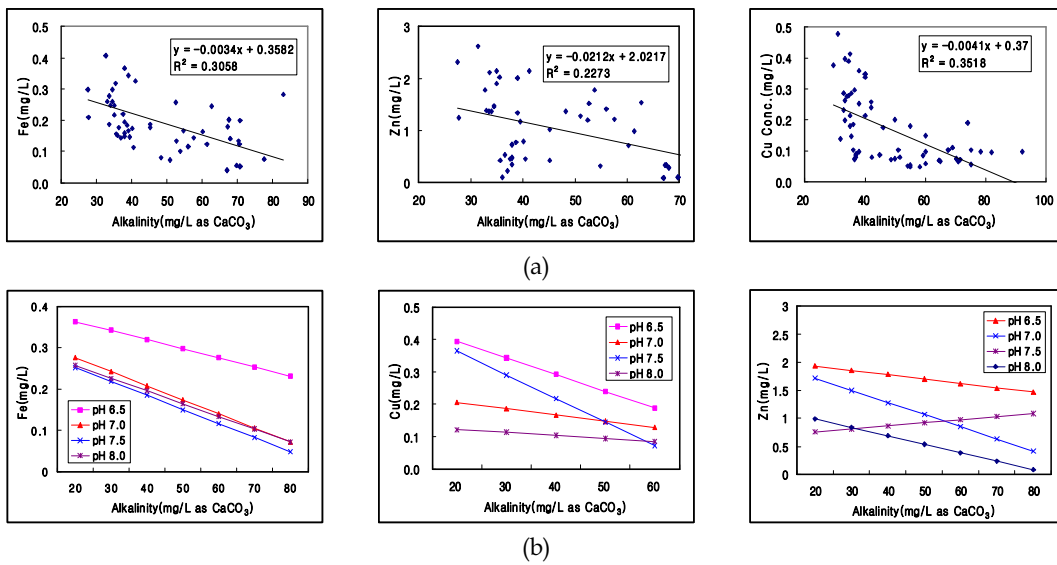 0.5
0.4
0.3
0.2
0.1
0.0
Fe(mg/L)
y = -0.0034x + 0.3582
R² = 0.3058
20 30 40 50 60 70 80 90
Alkalinity(mg/L as CaCO₃)
3
2
1
0
Zn(mg/L)
y = -0.0212x + 2.0217
R² = 0.2273
20 30 40 50 60 70
Alkalinity(mg/L as CaCO₃)
0.5
0.4
0.3
0.2
0.1
0.0
Cu Conc.(mg/L)
y = -0.0041x + 0.37
R² = 0.3518
20 40 60 80 100
Alkalinity(mg/L as CaCO₃)
(a)
0.4
0.3
0.2
0.1
0
Fe(mg/L)
pH 6.5
pH 7.0
pH 7.5
pH 8.0
20 30 40 50 60 70 80
Alkalinity(mg/L as CaCO₃)
0.5
0.4
0.3
0.2
0.1
0.0
Cu(mg/L)
pH 6.5
pH 7.0
pH 7.5
pH 8.0
20 30 40 50 60
Alkalinity(mg/L as CaCO₃)
3
2.5
2
1.5
1
0.5
0
Zn(mg/L)
pH 6.5
pH 7.0
pH 7.5
pH 8.0
20 30 40 50 60 70 80
Alkalinity(mg/L as CaCO₃)
(b)